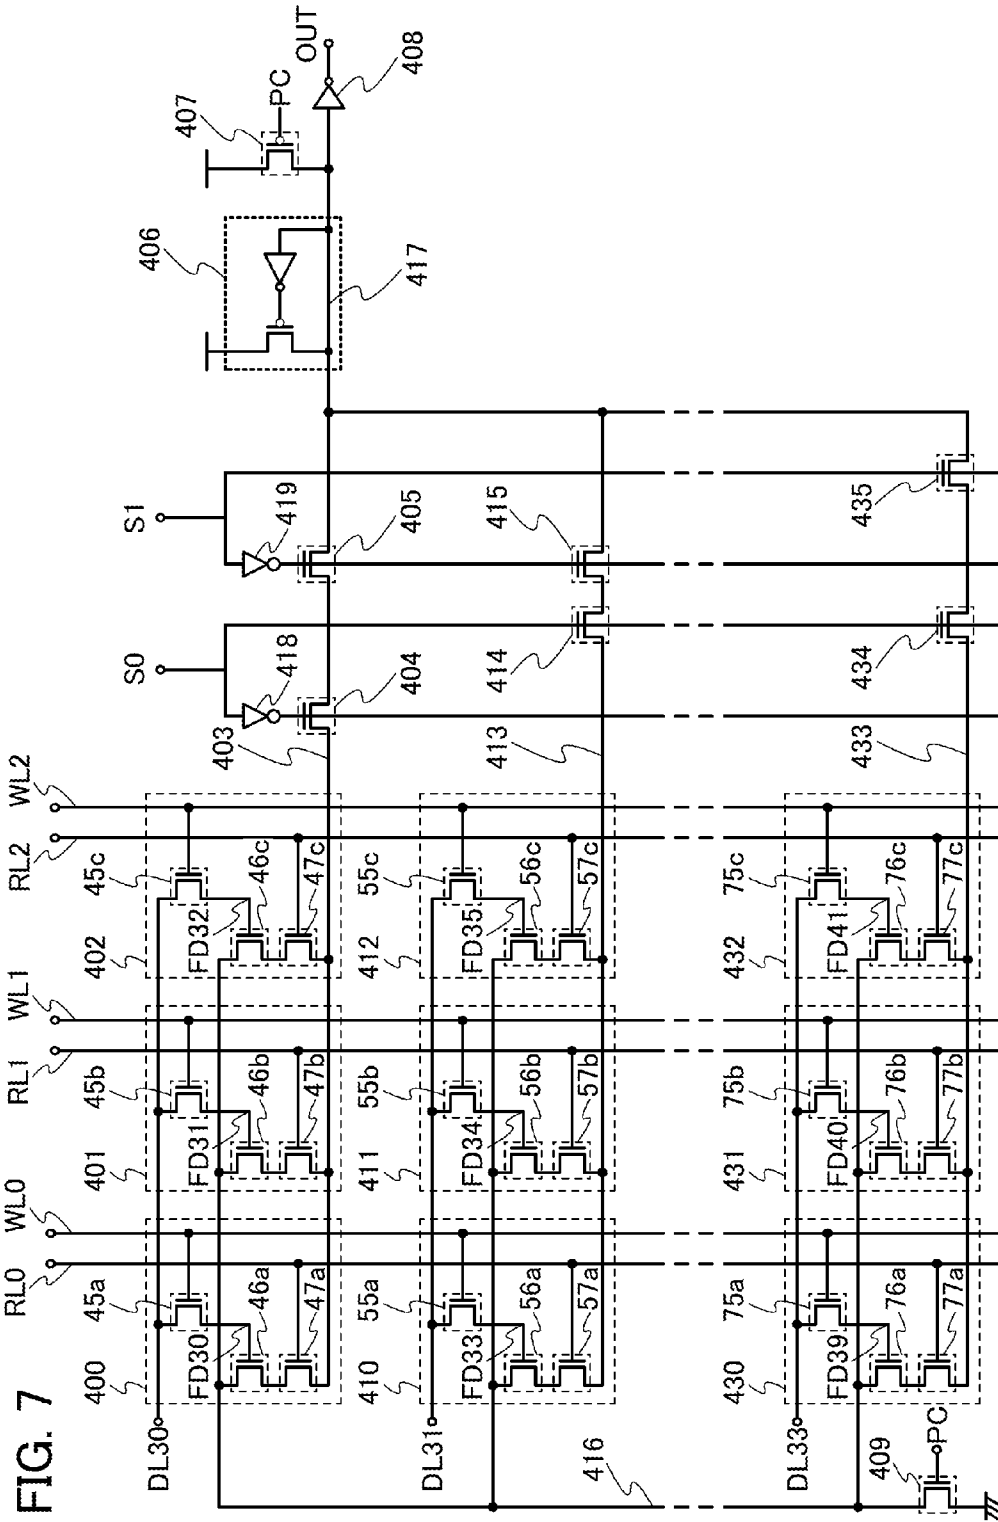 FIG. 7
OUT
408
PC
407
406
417
S1
419
405
415
435
S0
418
404
414
434
403
413
433
WL2
RL2
45c
46c
47c
FD32
402
55c
56c
57c
FD35
412
75c
76c
77c
FD41
432
WL1
RL1
45b
46b
47b
FD31
401
55b
56b
57b
FD34
411
75b
76b
77b
FD40
431
WL0
RL0
45a
46a
47a
FD30
400
55a
56a
57a
FD33
410
75a
76a
77a
FD39
430
DL30
DL31
DL33
416
409
PC